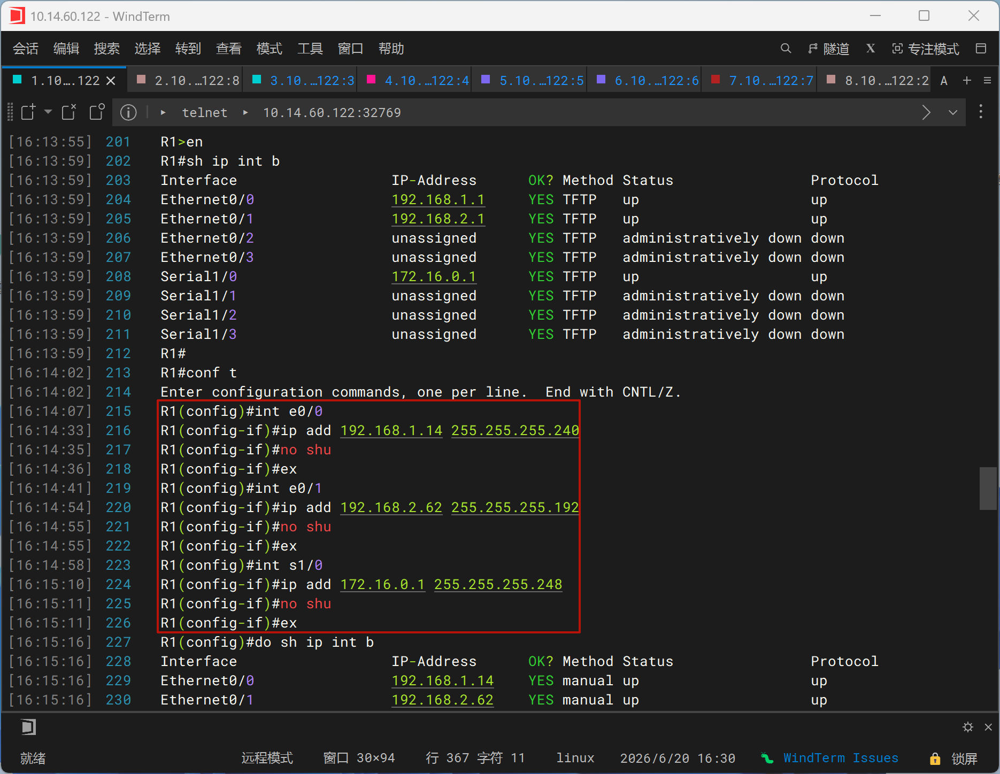 10.14.60.122 - WindTerm
会话 编辑 搜索 选择 转到 查看 模式 工具 窗口 帮助 隧道 X 专注模式
1.10….122 2.10.…122:8 3.10.…122:3 4.10.…122:4 5.10.…122:5 6.10.…122:6 7.10.…122:7 8.10.…122:2 A
telnet 10.14.60.122:32769
[16:13:55] 201 R1>en
[16:13:59] 202 R1#sh ip int b
[16:13:59] 203 Interface IP-Address OK? Method Status Protocol
[16:13:59] 204 Ethernet0/0 192.168.1.1 YES TFTP up up
[16:13:59] 205 Ethernet0/1 192.168.2.1 YES TFTP up up
[16:13:59] 206 Ethernet0/2 unassigned YES TFTP administratively down down
[16:13:59] 207 Ethernet0/3 unassigned YES TFTP administratively down down
[16:13:59] 208 Serial1/0 172.16.0.1 YES TFTP up up
[16:13:59] 209 Serial1/1 unassigned YES TFTP administratively down down
[16:13:59] 210 Serial1/2 unassigned YES TFTP administratively down down
[16:13:59] 211 Serial1/3 unassigned YES TFTP administratively down down
[16:13:59] 212 R1#
[16:14:02] 213 R1#conf t
[16:14:02] 214 Enter configuration commands, one per line.  End with CNTL/Z.
[16:14:07] 215 R1(config)#int e0/0
[16:14:33] 216 R1(config-if)#ip add 192.168.1.14 255.255.255.240
[16:14:35] 217 R1(config-if)#no shu
[16:14:36] 218 R1(config-if)#ex
[16:14:41] 219 R1(config)#int e0/1
[16:14:54] 220 R1(config-if)#ip add 192.168.2.62 255.255.255.192
[16:14:55] 221 R1(config-if)#no shu
[16:14:55] 222 R1(config-if)#ex
[16:14:58] 223 R1(config)#int s1/0
[16:15:10] 224 R1(config-if)#ip add 172.16.0.1 255.255.255.248
[16:15:11] 225 R1(config-if)#no shu
[16:15:11] 226 R1(config-if)#ex
[16:15:16] 227 R1(config)#do sh ip int b
[16:15:16] 228 Interface IP-Address OK? Method Status Protocol
[16:15:16] 229 Ethernet0/0 192.168.1.14 YES manual up up
[16:15:16] 230 Ethernet0/1 192.168.2.62 YES manual up up
就绪 远程模式 窗口 30×94 行 367 字符 11 linux 2026/6/20 16:30 WindTerm Issues 锁屏